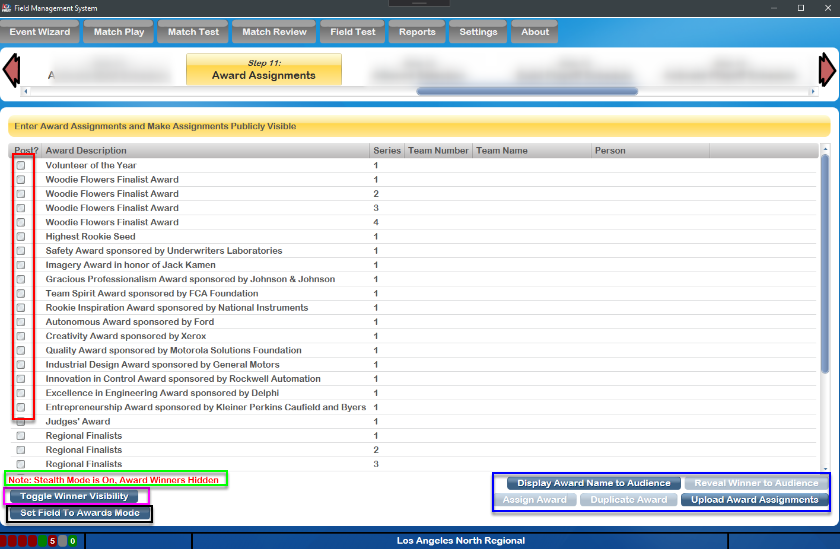 Field Management System
Event Wizard Match Play Match Test Match Review Field Test Reports Settings About
Step 11:
Award Assignments
Enter Award Assignments and Make Assignments Publicly Visible
Post? Award Description Series Team Number Team Name Person
Volunteer of the Year 1
Woodie Flowers Finalist Award 1
Woodie Flowers Finalist Award 2
Woodie Flowers Finalist Award 3
Woodie Flowers Finalist Award 4
Highest Rookie Seed 1
Safety Award sponsored by Underwriters Laboratories 1
Imagery Award in honor of Jack Kamen 1
Gracious Professionalism Award sponsored by Johnson & Johnson 1
Team Spirit Award sponsored by FCA Foundation 1
Rookie Inspiration Award sponsored by National Instruments 1
Autonomous Award sponsored by Ford 1
Creativity Award sponsored by Xerox 1
Quality Award sponsored by Motorola Solutions Foundation 1
Industrial Design Award sponsored by General Motors 1
Innovation in Control Award sponsored by Rockwell Automation 1
Excellence in Engineering Award sponsored by Delphi 1
Entrepreneurship Award sponsored by Kleiner Perkins Caufield and Byers 1
Judges' Award 1
Regional Finalists 1
Regional Finalists 2
Regional Finalists 3
Note: Stealth Mode is On, Award Winners Hidden
Display Award Name to Audience Reveal Winner to Audience
Toggle Winner Visibility Assign Award Duplicate Award Upload Award Assignments
Set Field To Awards Mode
5 0 Los Angeles North Regional